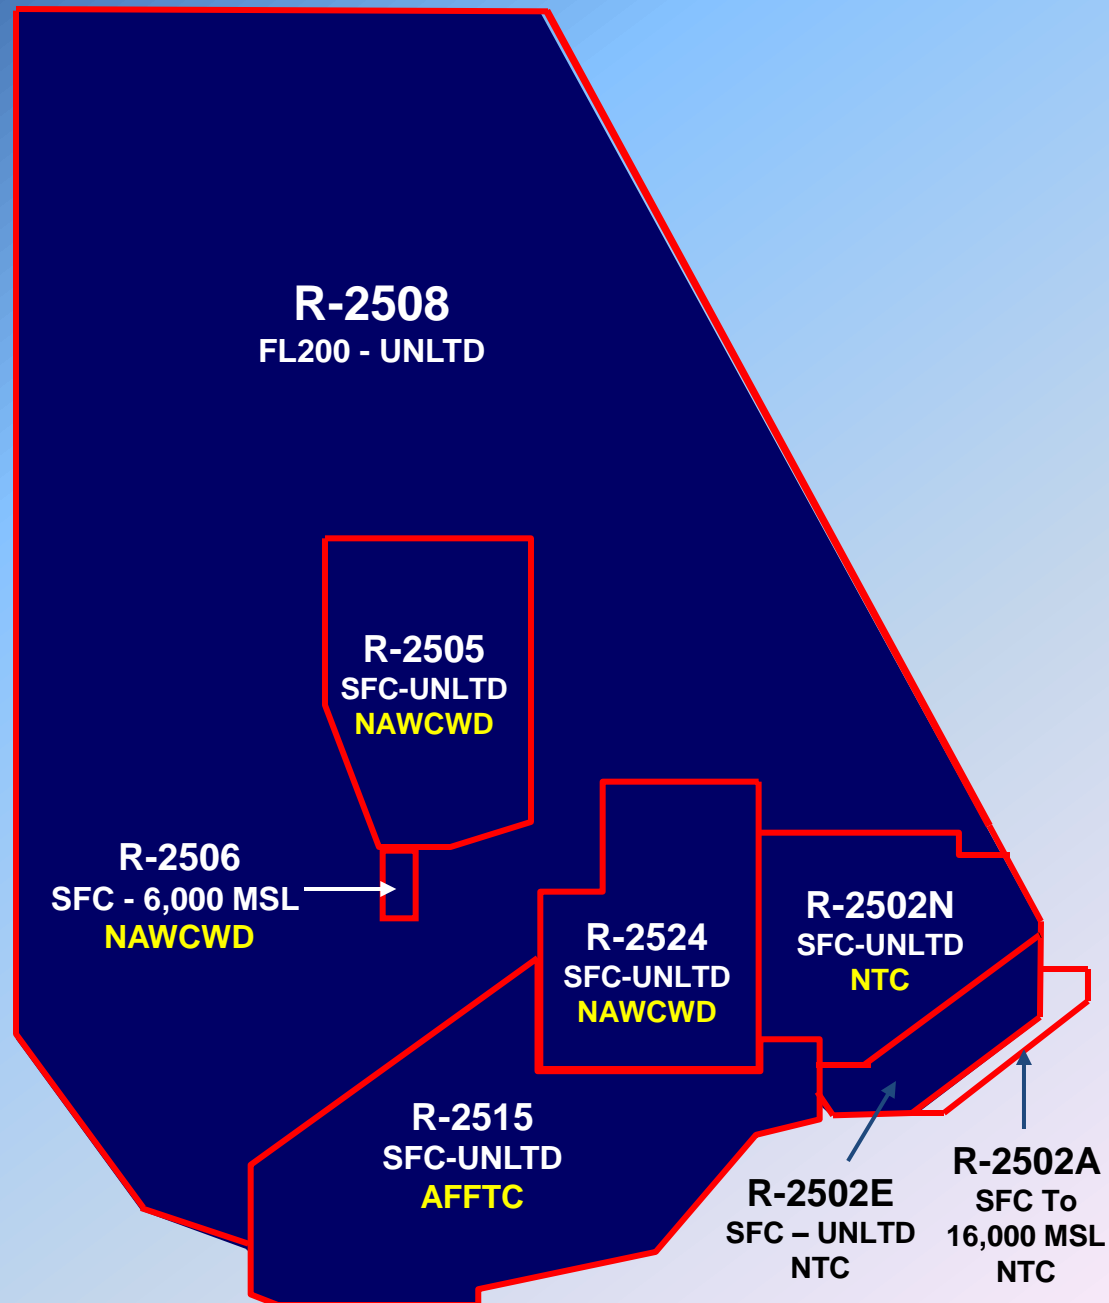 R-2508
FL200 - UNLTD
R-2505
SFC-UNLTD
NAWCWD
R-2506
SFC - 6,000 MSL
NAWCWD
R-2524
SFC-UNLTD
NAWCWD
R-2502N
SFC-UNLTD
NTC
R-2515
SFC-UNLTD
AFFTC
R-2502E
SFC – UNLTD
NTC
R-2502A
SFC To
16,000 MSL
NTC